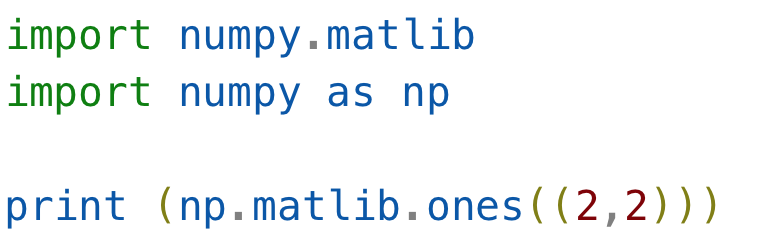 import numpy.matlib
import numpy as np
print (np.matlib.ones((2,2)))